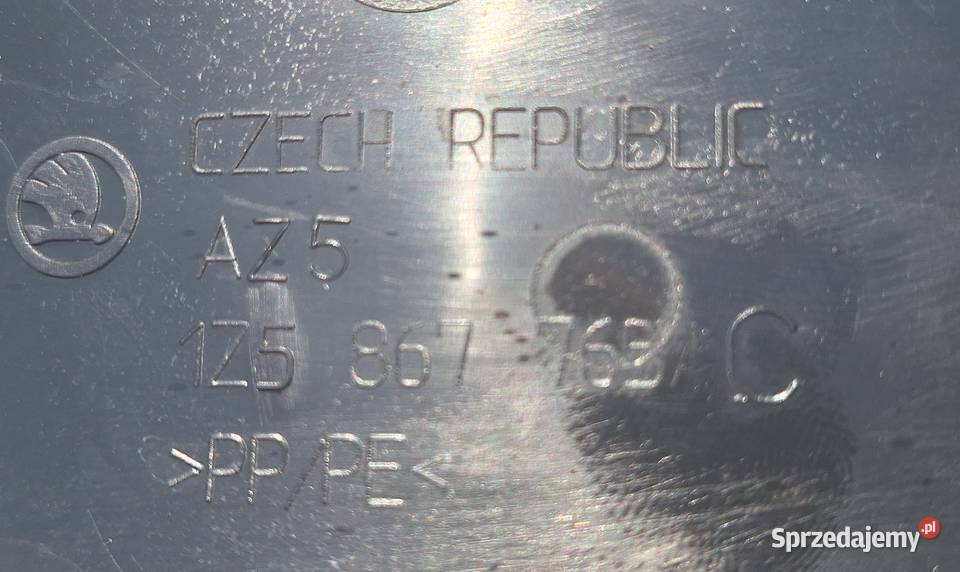 CZECH REPUBLIC
AZ5
1Z5 867 763 C
>PP/PE<
Sprzedajemy.pl